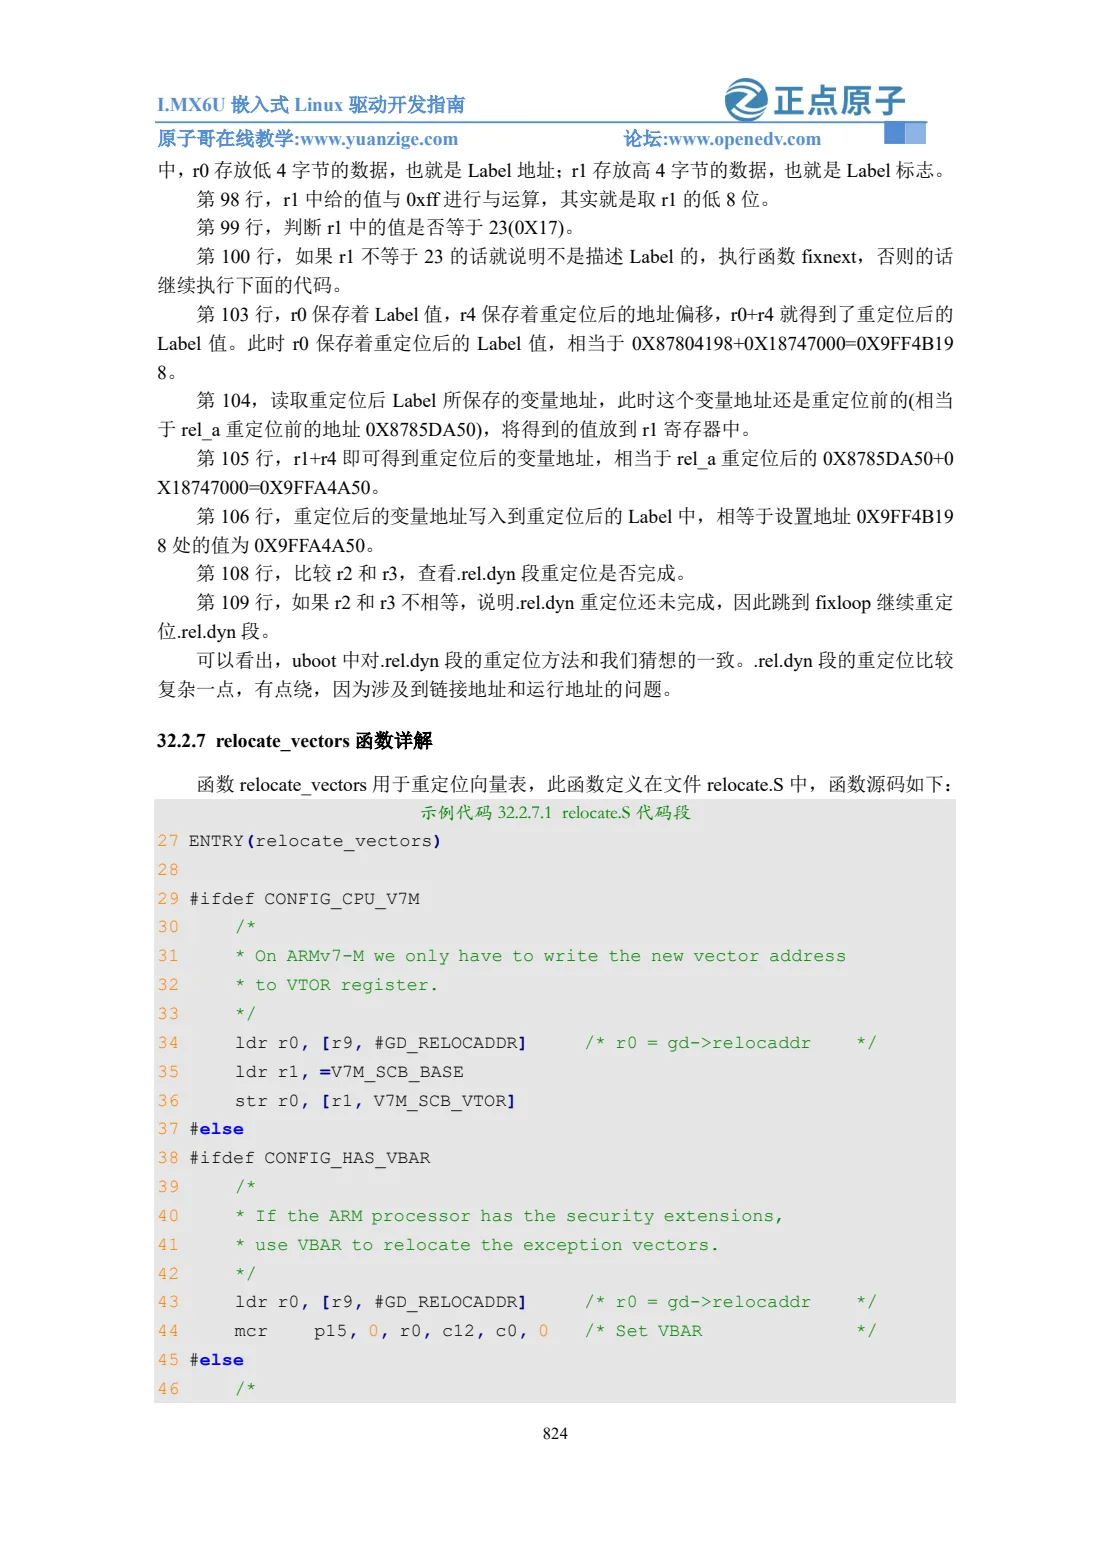 正点原子
I.MX6U 嵌入式 Linux 驱动开发指南
原子哥在线教学:www.yuanzige.com 论坛:www.openedv.com
中，r0 存放低 4 字节的数据，也就是 Label 地址；r1 存放高 4 字节的数据，也就是 Label 标志。
第 98 行，r1 中给的值与 0xff 进行与运算，其实就是取 r1 的低 8 位。
第 99 行，判断 r1 中的值是否等于 23(0X17)。
第 100 行，如果 r1 不等于 23 的话就说明不是描述 Label 的，执行函数 fixnext，否则的话
继续执行下面的代码。
第 103 行，r0 保存着 Label 值，r4 保存着重定位后的地址偏移，r0+r4 就得到了重定位后的
Label 值。此时 r0 保存着重定位后的 Label 值，相当于 0X87804198+0X18747000=0X9FF4B19
8。
第 104，读取重定位后 Label 所保存的变量地址，此时这个变量地址还是重定位前的(相当
于 rel_a 重定位前的地址 0X8785DA50)，将得到的值放到 r1 寄存器中。
第 105 行，r1+r4 即可得到重定位后的变量地址，相当于 rel_a 重定位后的 0X8785DA50+0
X18747000=0X9FFA4A50。
第 106 行，重定位后的变量地址写入到重定位后的 Label 中，相等于设置地址 0X9FF4B19
8 处的值为 0X9FFA4A50。
第 108 行，比较 r2 和 r3，查看.rel.dyn 段重定位是否完成。
第 109 行，如果 r2 和 r3 不相等，说明.rel.dyn 重定位还未完成，因此跳到 fixloop 继续重定
位.rel.dyn 段。
可以看出，uboot 中对.rel.dyn 段的重定位方法和我们猜想的一致。.rel.dyn 段的重定位比较
复杂一点，有点绕，因为涉及到链接地址和运行地址的问题。
32.2.7 relocate_vectors 函数详解
函数 relocate_vectors 用于重定位向量表，此函数定义在文件 relocate.S 中，函数源码如下：
示例代码 32.2.7.1 relocate.S 代码段
27 ENTRY(relocate_vectors)
28
29 #ifdef CONFIG_CPU_V7M
30 /*
31 * On ARMv7-M we only have to write the new vector address
32 * to VTOR register.
33 */
34 ldr r0, [r9, #GD_RELOCADDR] /* r0 = gd->relocaddr */
35 ldr r1, =V7M_SCB_BASE
36 str r0, [r1, V7M_SCB_VTOR]
37 #else
38 #ifdef CONFIG_HAS_VBAR
39 /*
40 * If the ARM processor has the security extensions,
41 * use VBAR to relocate the exception vectors.
42 */
43 ldr r0, [r9, #GD_RELOCADDR] /* r0 = gd->relocaddr */
44 mcr p15, 0, r0, c12, c0, 0 /* Set VBAR */
45 #else
46 /*
824